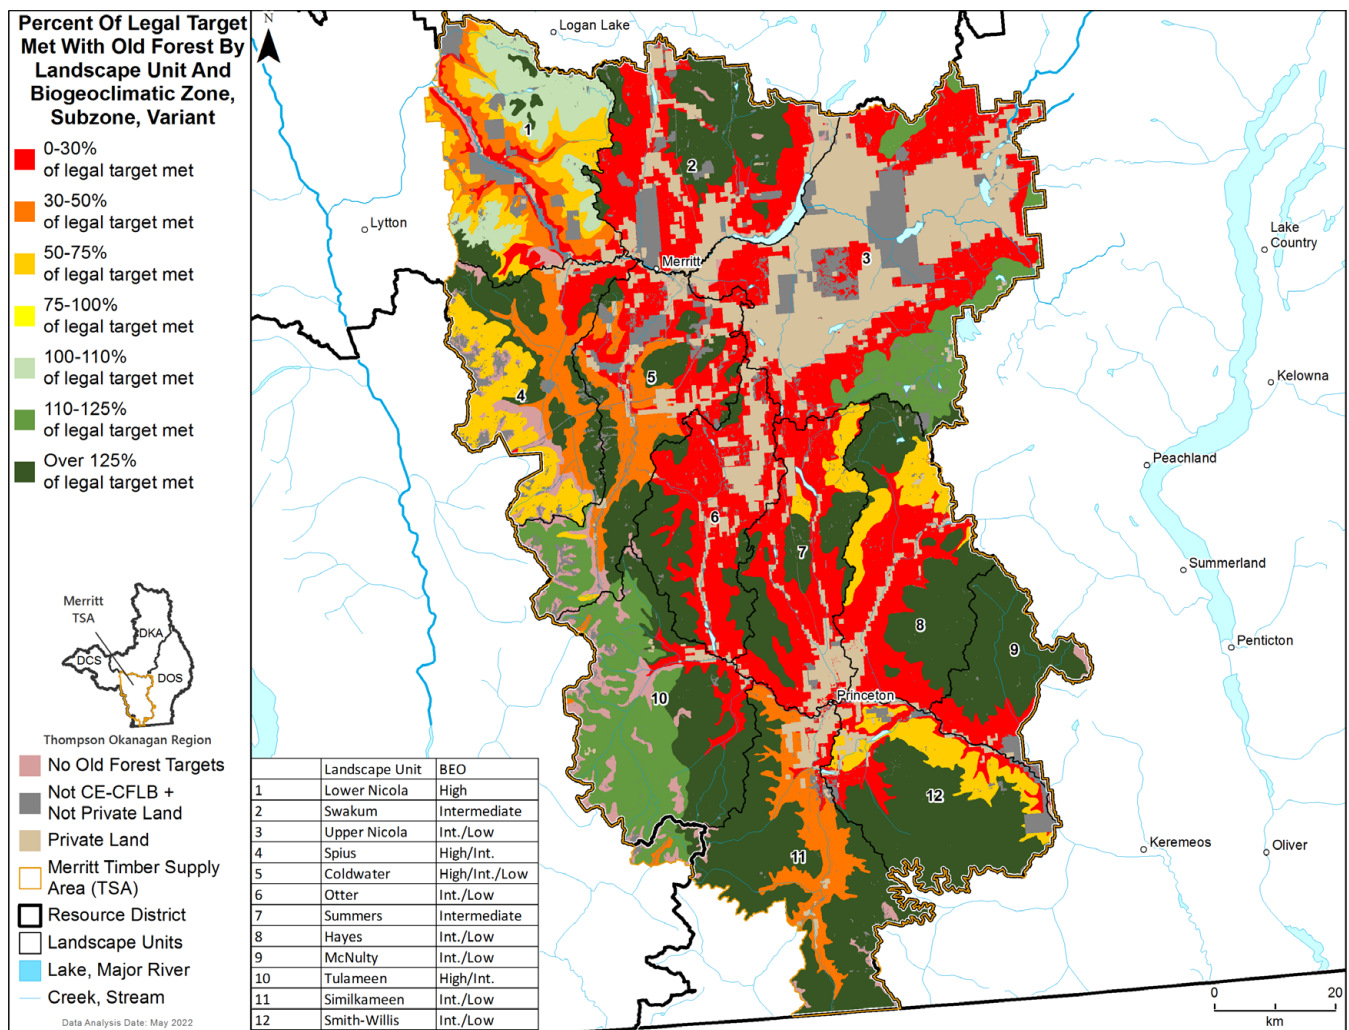 Percent Of Legal Target
Met With Old Forest By
Landscape Unit And
Biogeoclimatic Zone,
Subzone, Variant
0-30%
of legal target met
30-50%
of legal target met
50-75%
of legal target met
75-100%
of legal target met
100-110%
of legal target met
110-125%
of legal target met
Over 125%
of legal target met
Merritt
TSA
DKA
DCS
DOS
Thompson Okanagan Region
No Old Forest Targets
Not CE-CFLB +
Not Private Land
Private Land
Merritt Timber Supply
Area (TSA)
Resource District
Landscape Units
Lake, Major River
Creek, Stream
Data Analysis Date: May 2022
N
Logan Lake
1
2
Lytton
Lake
Country
Merritt
3
Kelowna
5
4
Peachland
6
7
Summerland
8
9
Penticton
10
Princeton
12
11
Keremeos
Oliver
Landscape Unit BEO
1 Lower Nicola High
2 Swakum Intermediate
3 Upper Nicola Int./Low
4 Spius High/Int.
5 Coldwater High/Int./Low
6 Otter Int./Low
7 Summers Intermediate
8 Hayes Int./Low
9 McNulty Int./Low
10 Tulameen High/Int.
11 Similkameen Int./Low
12 Smith-Willis Int./Low
0 20
km